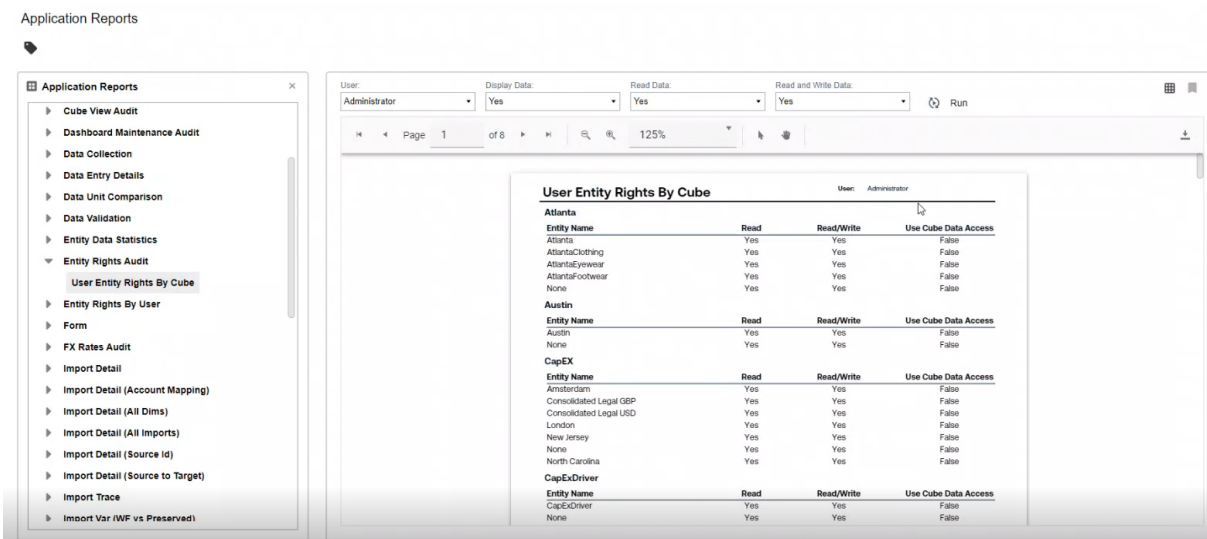 Application Reports
Application Reports ×
Cube View Audit
Dashboard Maintenance Audit
Data Collection
Data Entry Details
Data Unit Comparison
Data Validation
Entity Data Statistics
Entity Rights Audit
User Entity Rights By Cube
Entity Rights By User
Form
FX Rates Audit
Import Detail
Import Detail (Account Mapping)
Import Detail (All Dims)
Import Detail (All Imports)
Import Detail (Source Id)
Import Detail (Source to Target)
Import Trace
Import Var (WF vs Preserved)
User: Display Data: Read Data: Read and Write Data:
Administrator Yes Yes Yes Run
Page 1 of 8 125%
User Entity Rights By Cube User: Administrator
Atlanta
Entity Name Read Read/Write Use Cube Data Access
Atlanta Yes Yes False
AtlantaClothing Yes Yes False
AtlantaEyewear Yes Yes False
AtlantaFootwear Yes Yes False
None Yes Yes False
Austin
Entity Name Read Read/Write Use Cube Data Access
Austin Yes Yes False
None Yes Yes False
CapEX
Entity Name Read Read/Write Use Cube Data Access
Amsterdam Yes Yes False
Consolidated Legal GBP Yes Yes False
Consolidated Legal USD Yes Yes False
London Yes Yes False
New Jersey Yes Yes False
None Yes Yes False
North Carolina Yes Yes False
CapExDriver
Entity Name Read Read/Write Use Cube Data Access
CapExDriver Yes Yes False
None Yes Yes False